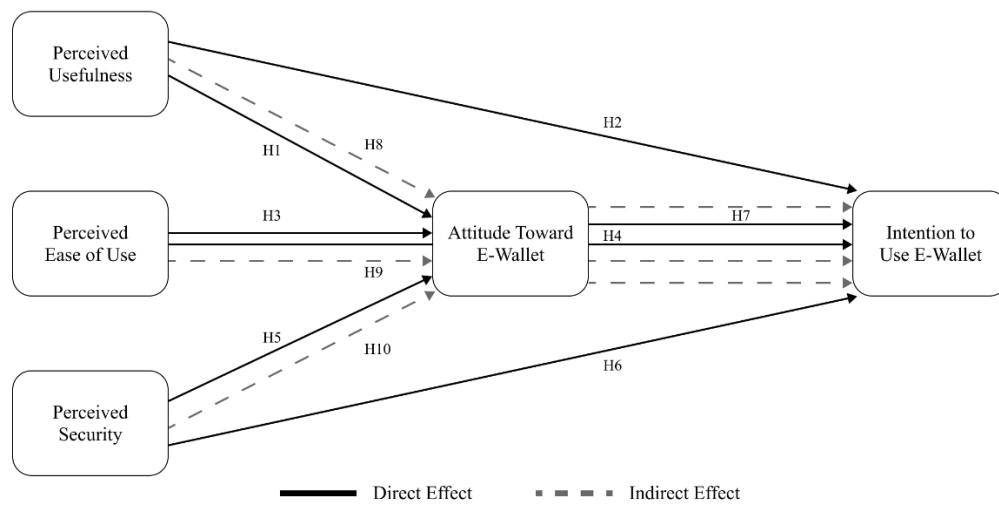 Perceived
Usefulness
H2
H8
H1
Perceived
Ease of Use
H3
H9
Attitude Toward
E-Wallet
H7
H4
Intention to
Use E-Wallet
H5
H10
H6
Perceived
Security
Direct Effect
Indirect Effect